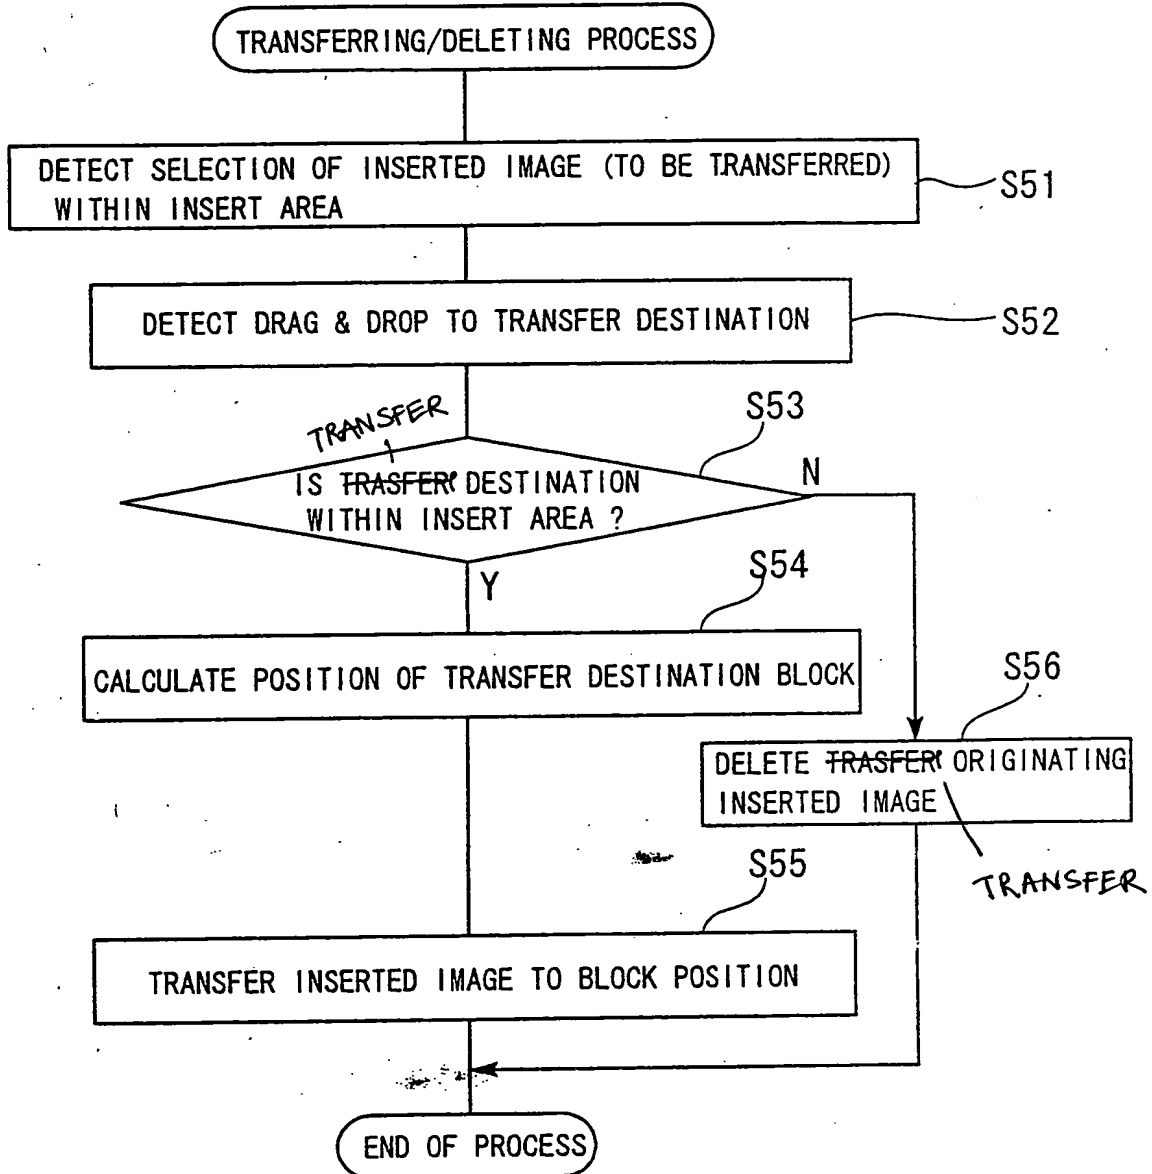 TRANSFERRING/DELETING PROCESS
DETECT SELECTION OF INSERTED IMAGE (TO BE TRANSFERRED)
WITHIN INSERT AREA
S51
DETECT DRAG & DROP TO TRANSFER DESTINATION
S52
TRANSFER
S53
IS TRASFER DESTINATION
WITHIN INSERT AREA ?
N
Y
S54
CALCULATE POSITION OF TRANSFER DESTINATION BLOCK
S56
DELETE TRASFER ORIGINATING
INSERTED IMAGE
TRANSFER
S55
TRANSFER INSERTED IMAGE TO BLOCK POSITION
END OF PROCESS